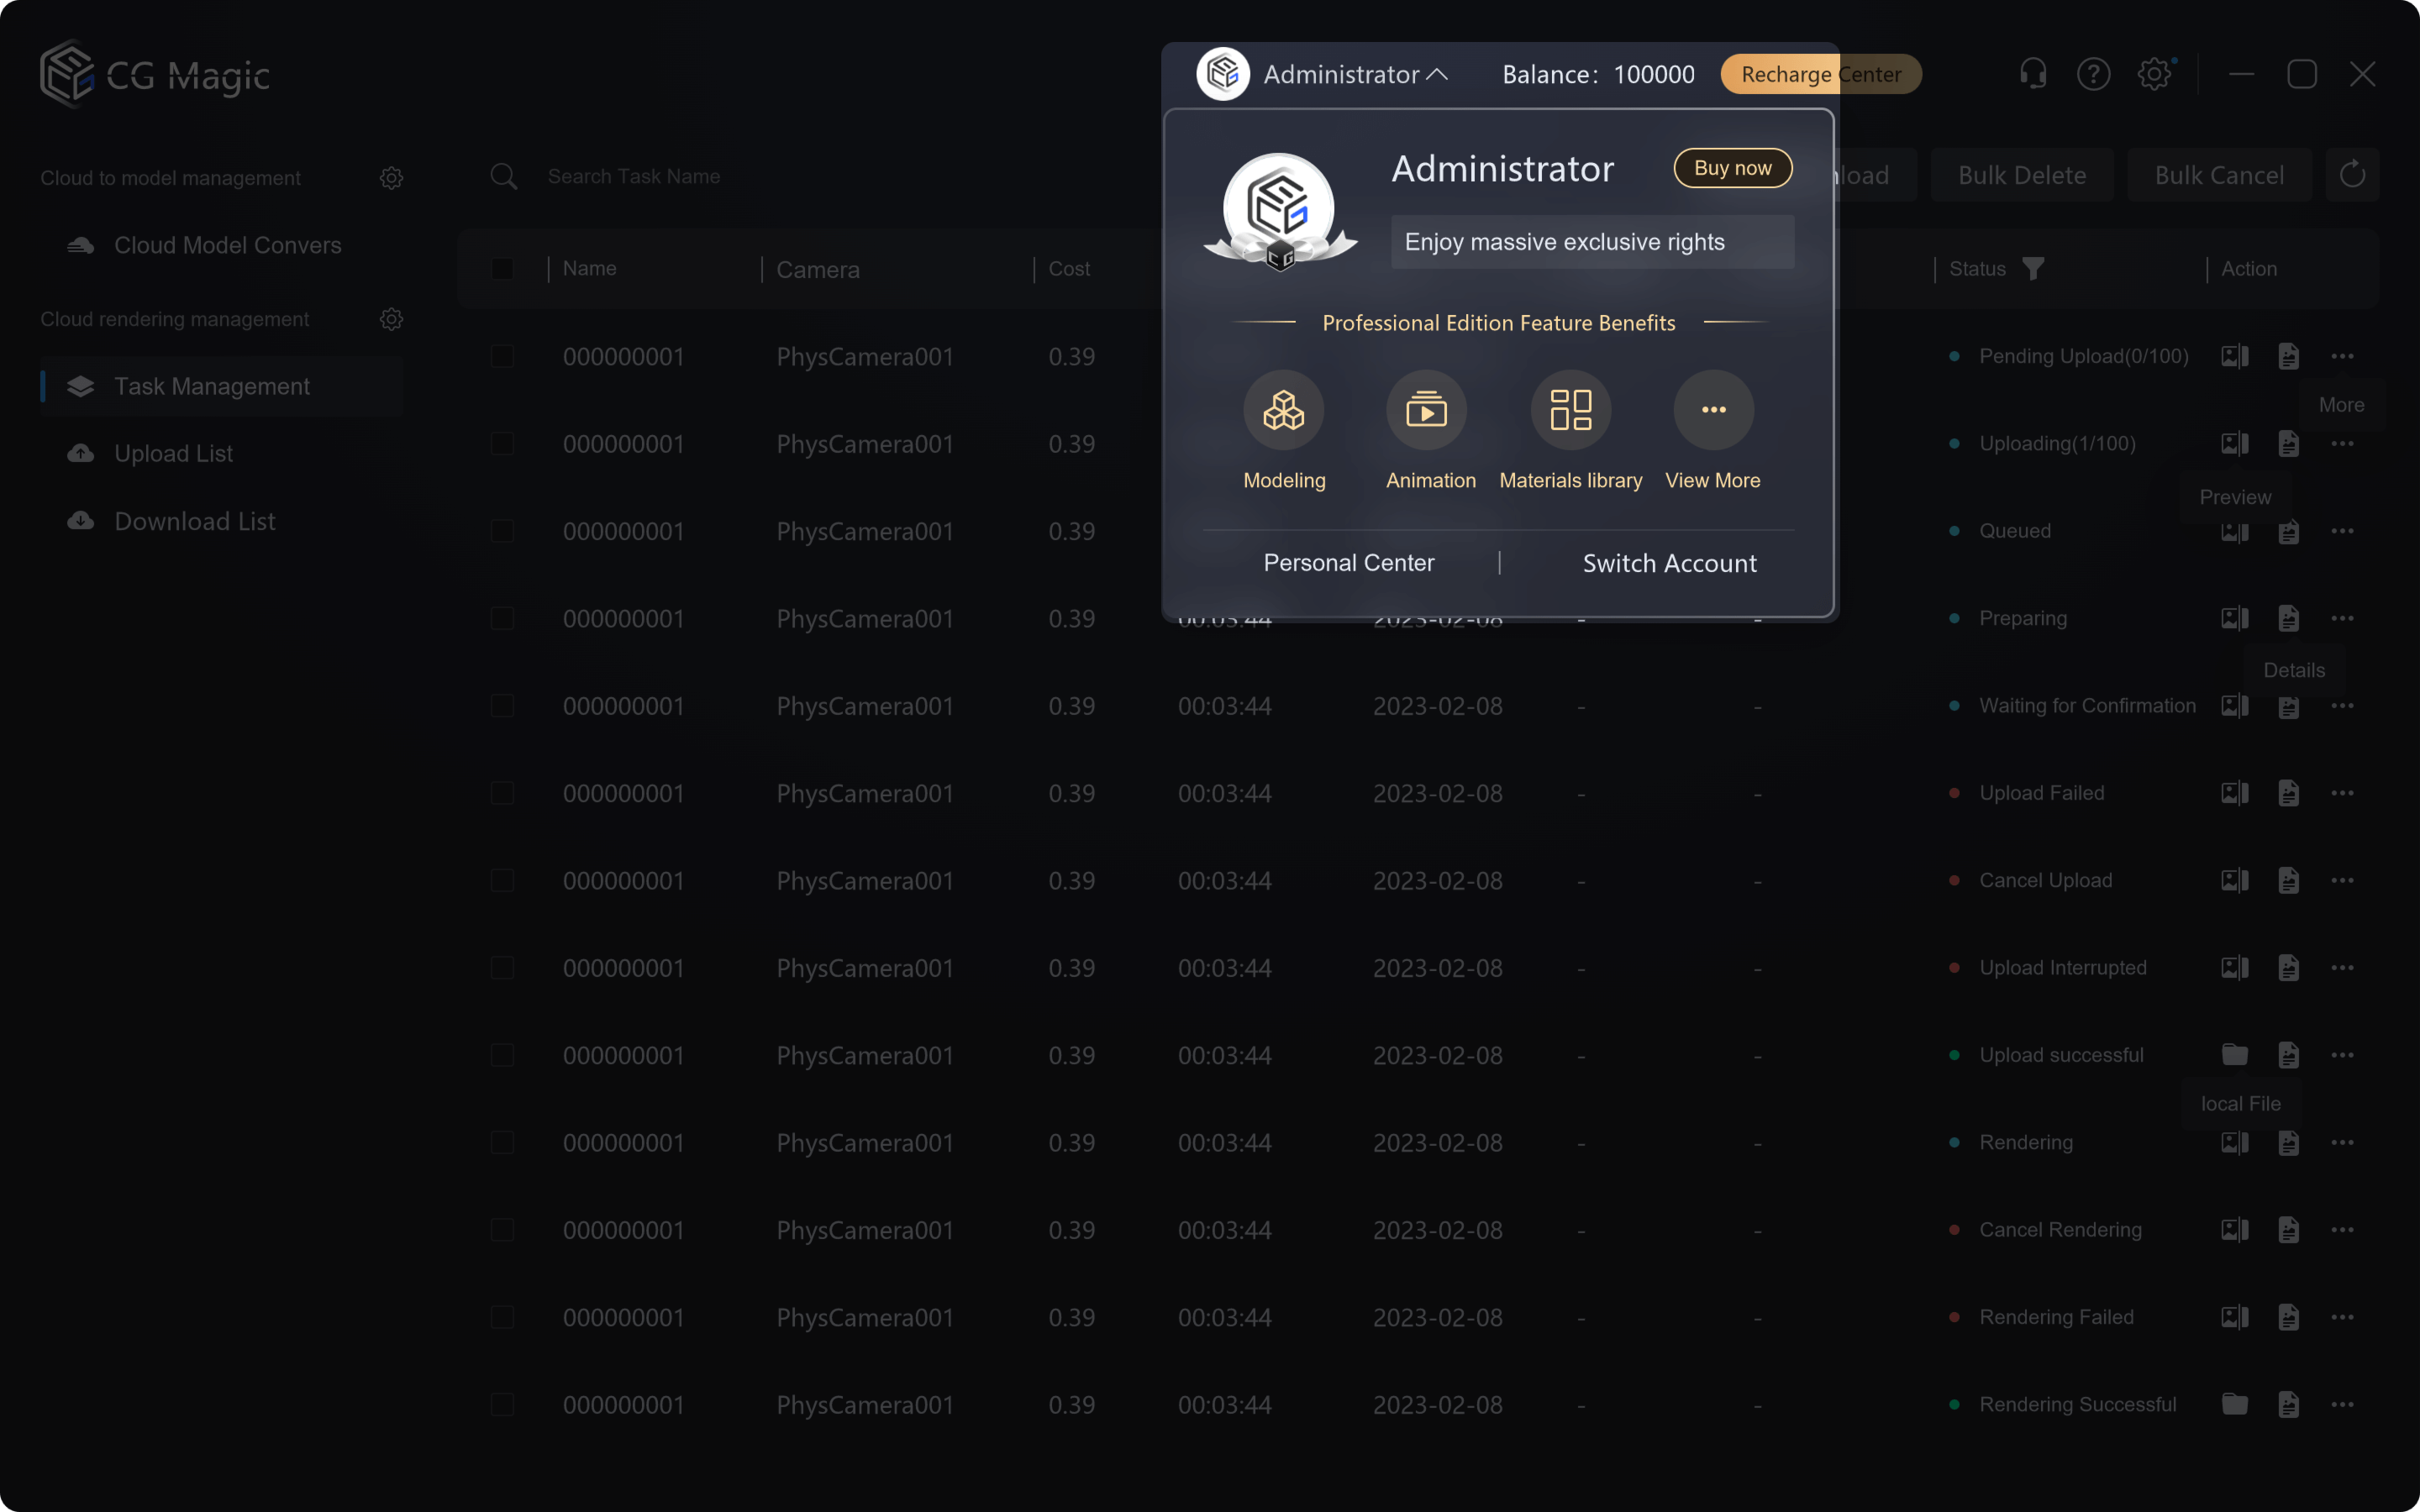 CG Magic
Administrator
Balance: 100000
Recharge Center
Cloud to model management
Cloud Model Convers
Cloud rendering management
Task Management
Upload List
Download List
Search Task Name
Bulk Delete
Bulk Cancel
Administrator
Buy now
Enjoy massive exclusive rights
Professional Edition Feature Benefits
Modeling
Animation
Materials library
View More
Personal Center
Switch Account
Name Camera Cost Status Action
000000001 PhysCamera001 0.39 Pending Upload(0/100)
More
000000001 PhysCamera001 0.39 Uploading(1/100)
Preview
000000001 PhysCamera001 0.39 Queued
000000001 PhysCamera001 0.39 00:03:44 2023-02-08 - - Preparing
Details
000000001 PhysCamera001 0.39 00:03:44 2023-02-08 - - Waiting for Confirmation
000000001 PhysCamera001 0.39 00:03:44 2023-02-08 - - Upload Failed
000000001 PhysCamera001 0.39 00:03:44 2023-02-08 - - Cancel Upload
000000001 PhysCamera001 0.39 00:03:44 2023-02-08 - - Upload Interrupted
000000001 PhysCamera001 0.39 00:03:44 2023-02-08 - - Upload successful
local File
000000001 PhysCamera001 0.39 00:03:44 2023-02-08 - - Rendering
000000001 PhysCamera001 0.39 00:03:44 2023-02-08 - - Cancel Rendering
000000001 PhysCamera001 0.39 00:03:44 2023-02-08 - - Rendering Failed
000000001 PhysCamera001 0.39 00:03:44 2023-02-08 - - Rendering Successful